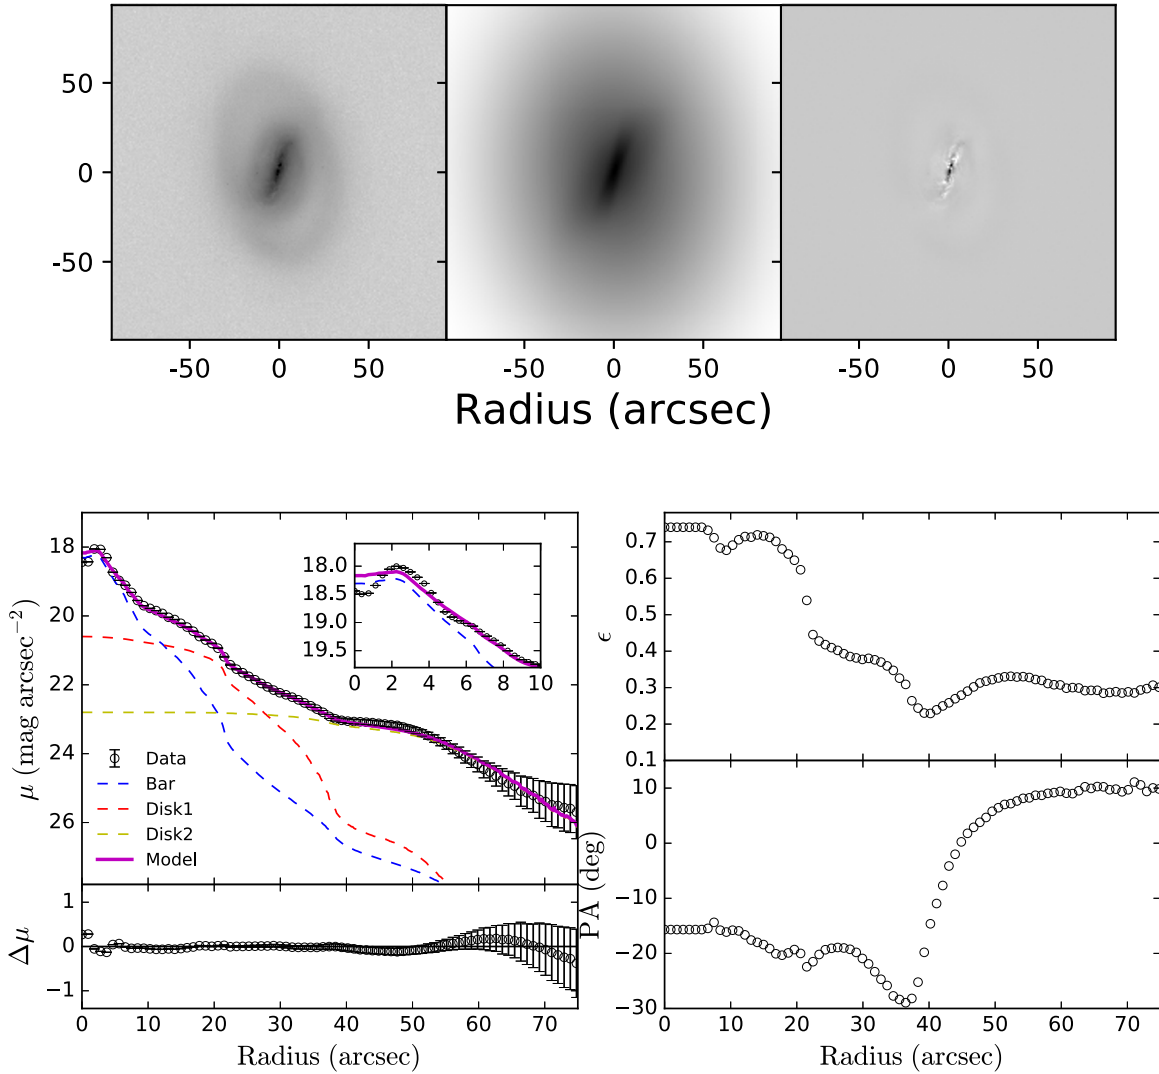 50
0
-50
-50 0 50 -50 0 50 -50 0 50
Radius (arcsec)
18
20
22
24
26
μ (mag arcsec⁻²)
18.0
18.5
19.0
19.5
0 2 4 6 8 10
Data
Bar
Disk1
Disk2
Model
1
0
−1
Δμ
0 10 20 30 40 50 60 70
Radius (arcsec)
0.7
0.6
0.5
0.4
0.3
0.2
0.1
ϵ
10
0
−10
−20
−30
PA (deg)
0 10 20 30 40 50 60 70
Radius (arcsec)